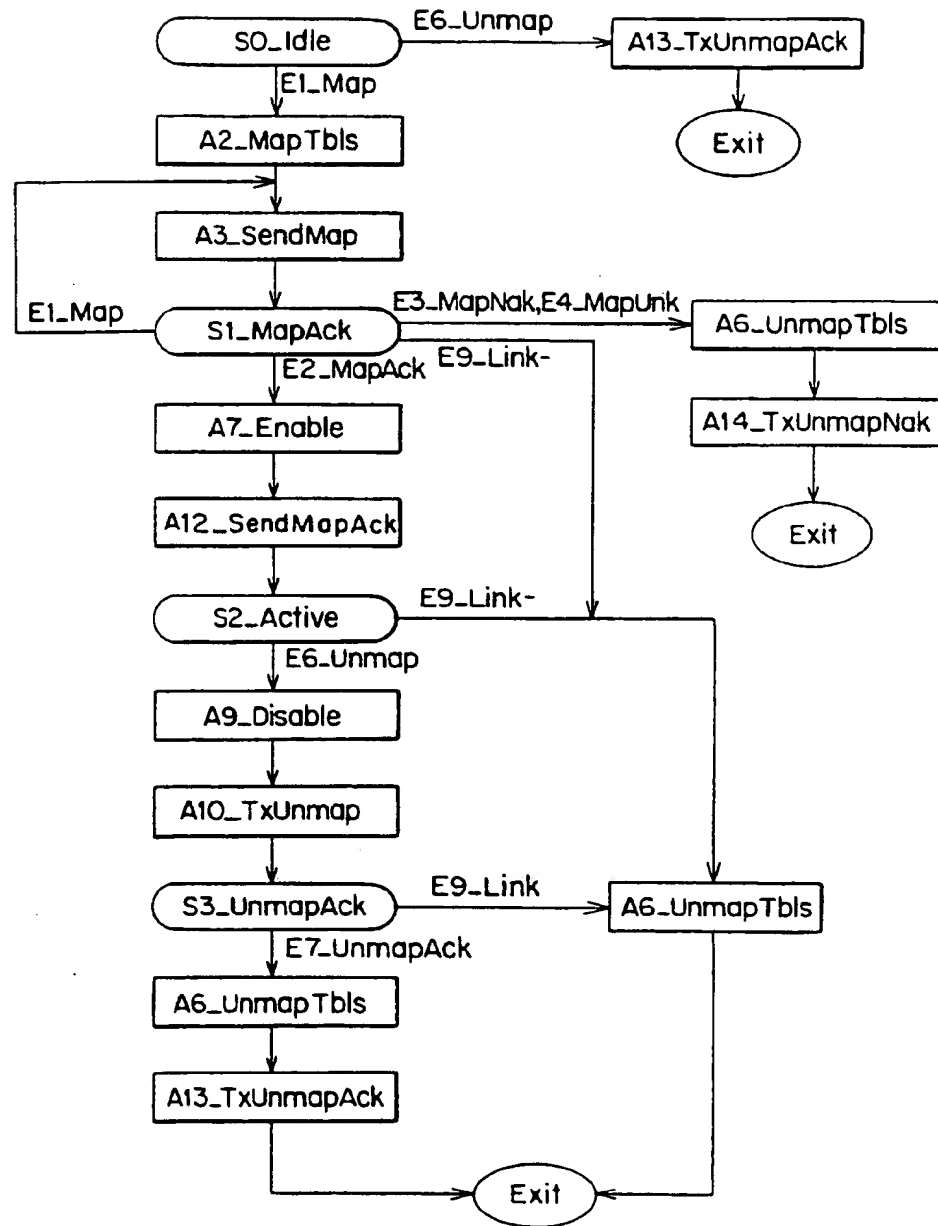 S0_Idle
E6_Unmap
A13_TxUnmapAck
E1_Map
Exit
A2_MapTbls
A3_SendMap
E1_Map
S1_MapAck
E3_MapNak,E4_MapUnk
A6_UnmapTbls
E2_MapAck
E9_Link-
A7_Enable
A14_TxUnmapNak
A12_SendMapAck
Exit
S2_Active
E9_Link-
E6_Unmap
A9_Disable
A10_TxUnmap
S3_UnmapAck
E9_Link
A6_UnmapTbls
E7_UnmapAck
A6_UnmapTbls
A13_TxUnmapAck
Exit